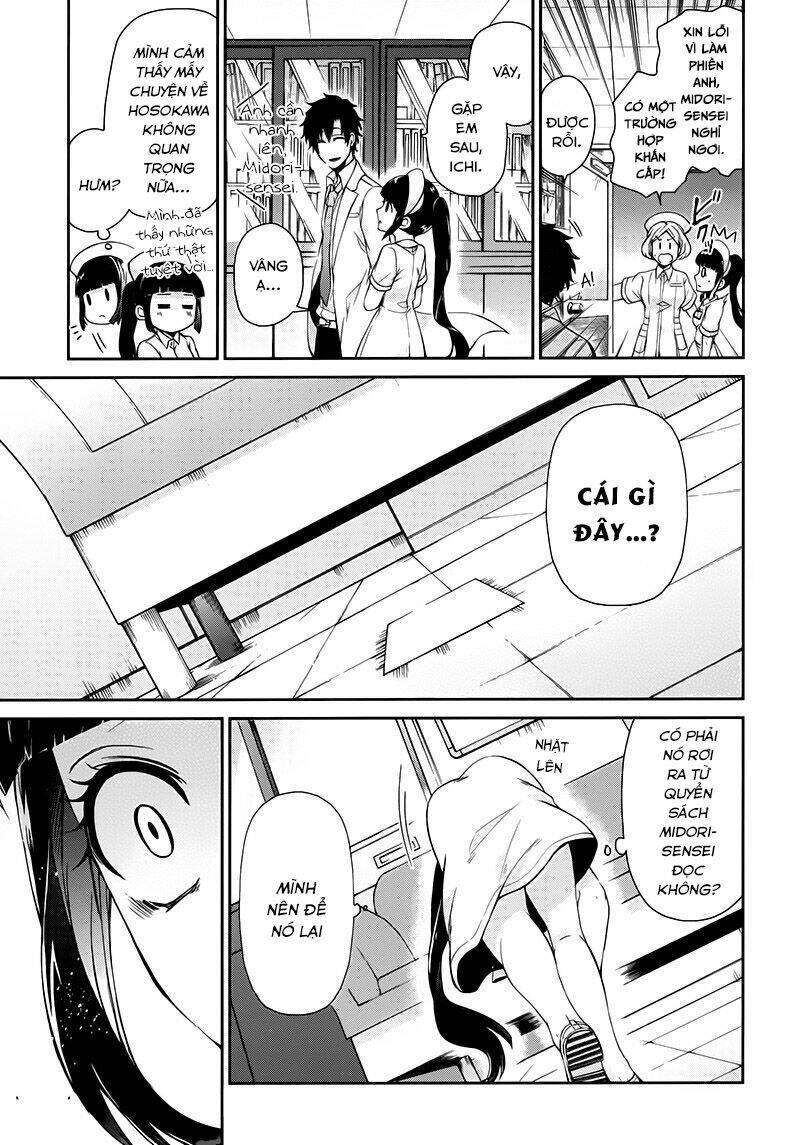 XIN LỖI
VÌ LÀM
PHIÊN
ANH,
MIDORI-
SENSEI
NGHỈ
NGƠI.
CÓ MỘT
TRƯỜNG
HỢP
KHẨN
CẤP!
ĐƯỢC
RỒI.
A!
VẬY,
GẶP
EM
SAU,
ICHI.
Anh cần
nhanh
lên,
Midori-
sensei.
VÂNG
Ạ...
MÌNH CẢM
THẤY MẤY
CHUYỆN VỀ
HOSOKAWA
KHÔNG
QUAN
TRỌNG
NỮA...
HƯM?
Mình đã
thấy những
thứ thật
tuyệt vời...
CÁI GÌ
ĐÂY...?
CÓ PHẢI
NÓ RƠI
RA TỪ
QUYỂN
SÁCH
MIDORI-
SENSEI
ĐỌC
KHÔNG?
NHẶT
LÊN
MÌNH
NÊN ĐỂ
NÓ LẠI